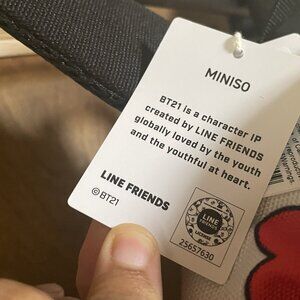 MINISO
BT21 is a character IP
created by LINE FRIENDS
globally loved by the youth
and the youthful at heart.
LINE FRIENDS
©BT21
LINE
FRIENDS
25657630